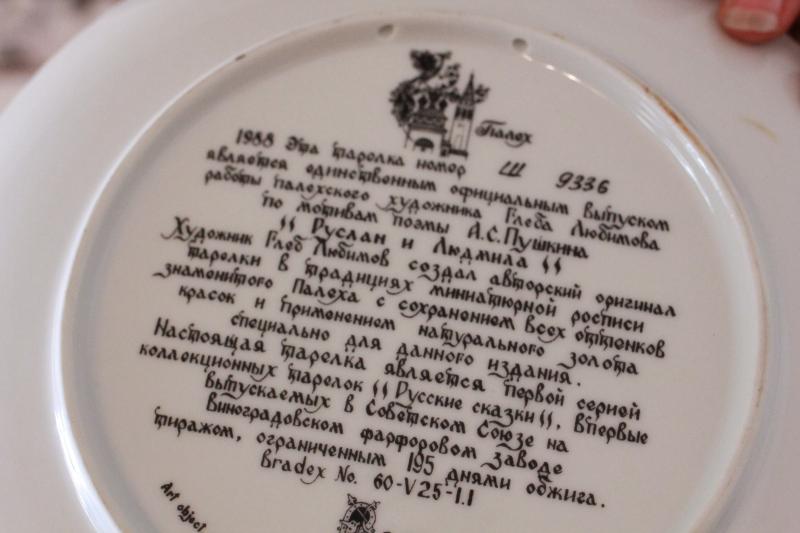 Палех
1988 Эта тарелка номер Ш 9336
является единственным официальным выпуском
работы палехского художника Глеба Любимова
по мотивам поэмы А.С.Пушкина
"Руслан и Людмила"
Художник Глеб Любимов создал авторский оригинал
тарелки в традициях миниатюрной росписи
знаменитого Палеха с сохранением всех оттенков
красок и применением натурального золота
специально для данного издания.
Настоящая тарелка является первой серией
коллекционных тарелок "Русские сказки", впервые
выпускаемых в Советском Союзе на
Виноградовском фарфоровом заводе
тиражом, ограниченным 195 днями обжига.
Bradex No. 60-V25-1.1
Art object